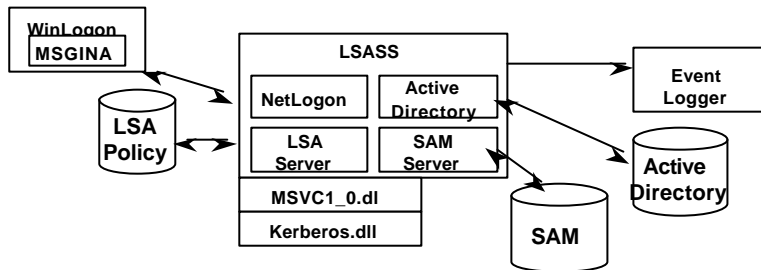 WinLogon
MSGINA
LSASS
NetLogon
Active
Directory
LSA
Server
SAM
Server
MSVC1_0.dl
Kerberos.dll
LSA
Policy
Event
Logger
Active
Directory
SAM